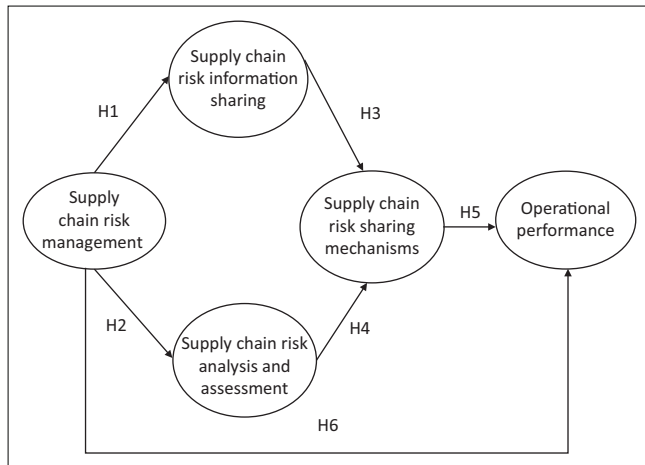 Supply chain
risk information
sharing
H1
H3
Supply
chain risk
management
Supply chain
risk sharing
mechanisms
H5
Operational
performance
H2
H4
Supply chain risk
analysis and
assessment
H6